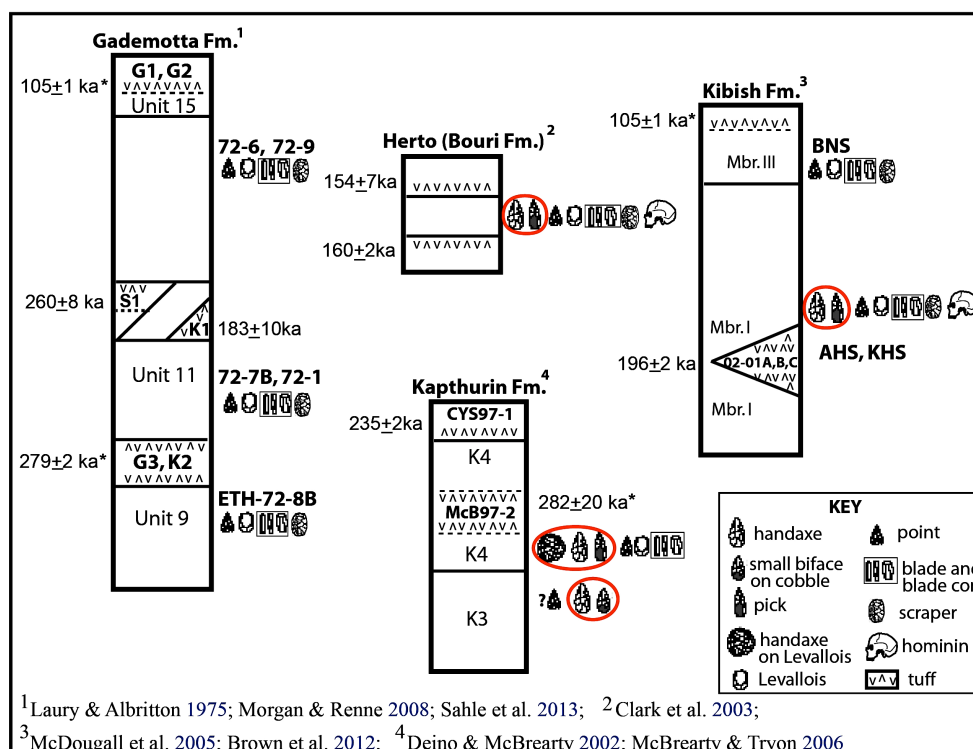 Gademotta Fm.1
105±1 ka*
G1, G2
Unit 15
72-6, 72-9
260±8 ka
S1
K1
183±10ka
Unit 11
72-7B, 72-1
279±2 ka*
G3, K2
ETH-72-8B
Unit 9
Herto (Bouri Fm.)2
154±7ka
160±2ka
Kibish Fm.3
105±1 ka*
Mbr. III
BNS
Mbr. I
196±2 ka
02-01A,B,C
AHS, KHS
Mbr. I
Kapthurin Fm.4
235±2ka
CYS97-1
K4
282±20 ka*
McB97-2
K4
?
K3
KEY
handaxe
small biface
on cobble
pick
handaxe
on Levallois
Levallois
point
blade and
blade cor
scraper
hominin
tuff
1Laury & Albritton 1975; Morgan & Renne 2008; Sahle et al. 2013; 2Clark et al. 2003;
3McDougall et al. 2005; Brown et al. 2012; 4Deino & McBrearty 2002; McBrearty & Tryon 2006